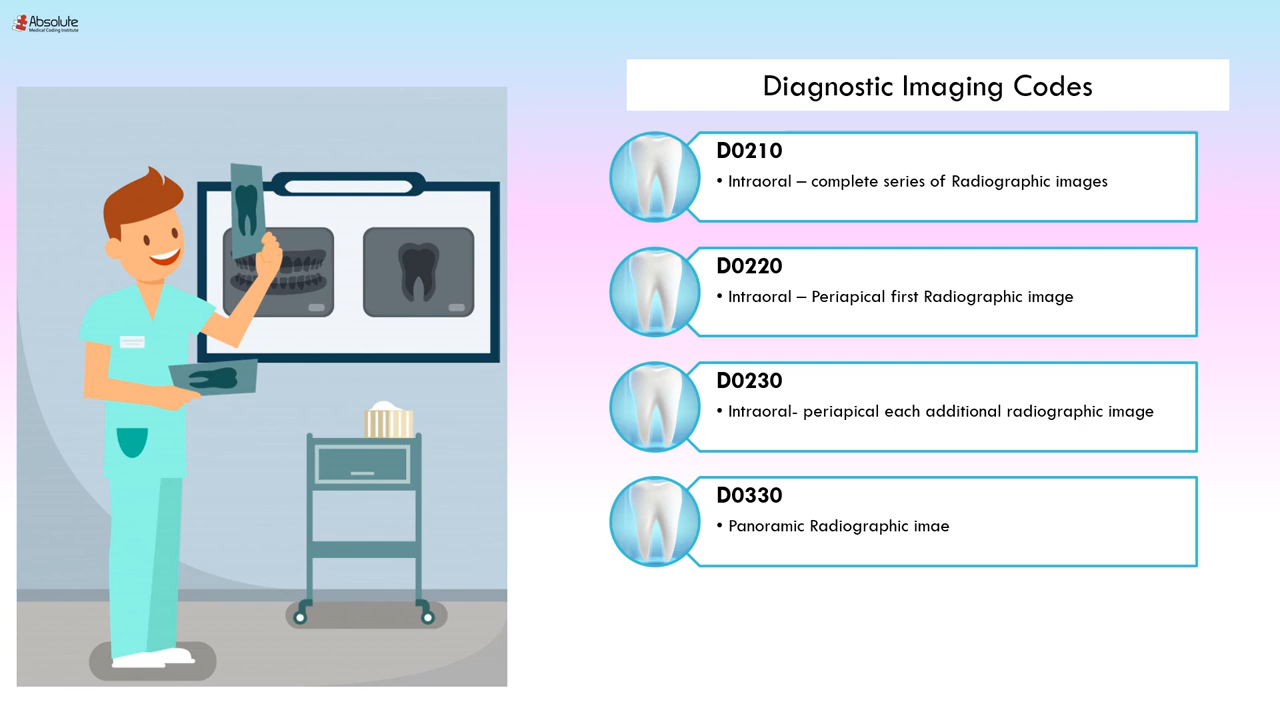 Absolute
Medical Coding Institute
Diagnostic Imaging Codes
D0210
• Intraoral – complete series of Radiographic images
D0220
• Intraoral – Periapical first Radiographic image
D0230
• Intraoral- periapical each additional radiographic image
D0330
• Panoramic Radiographic imae